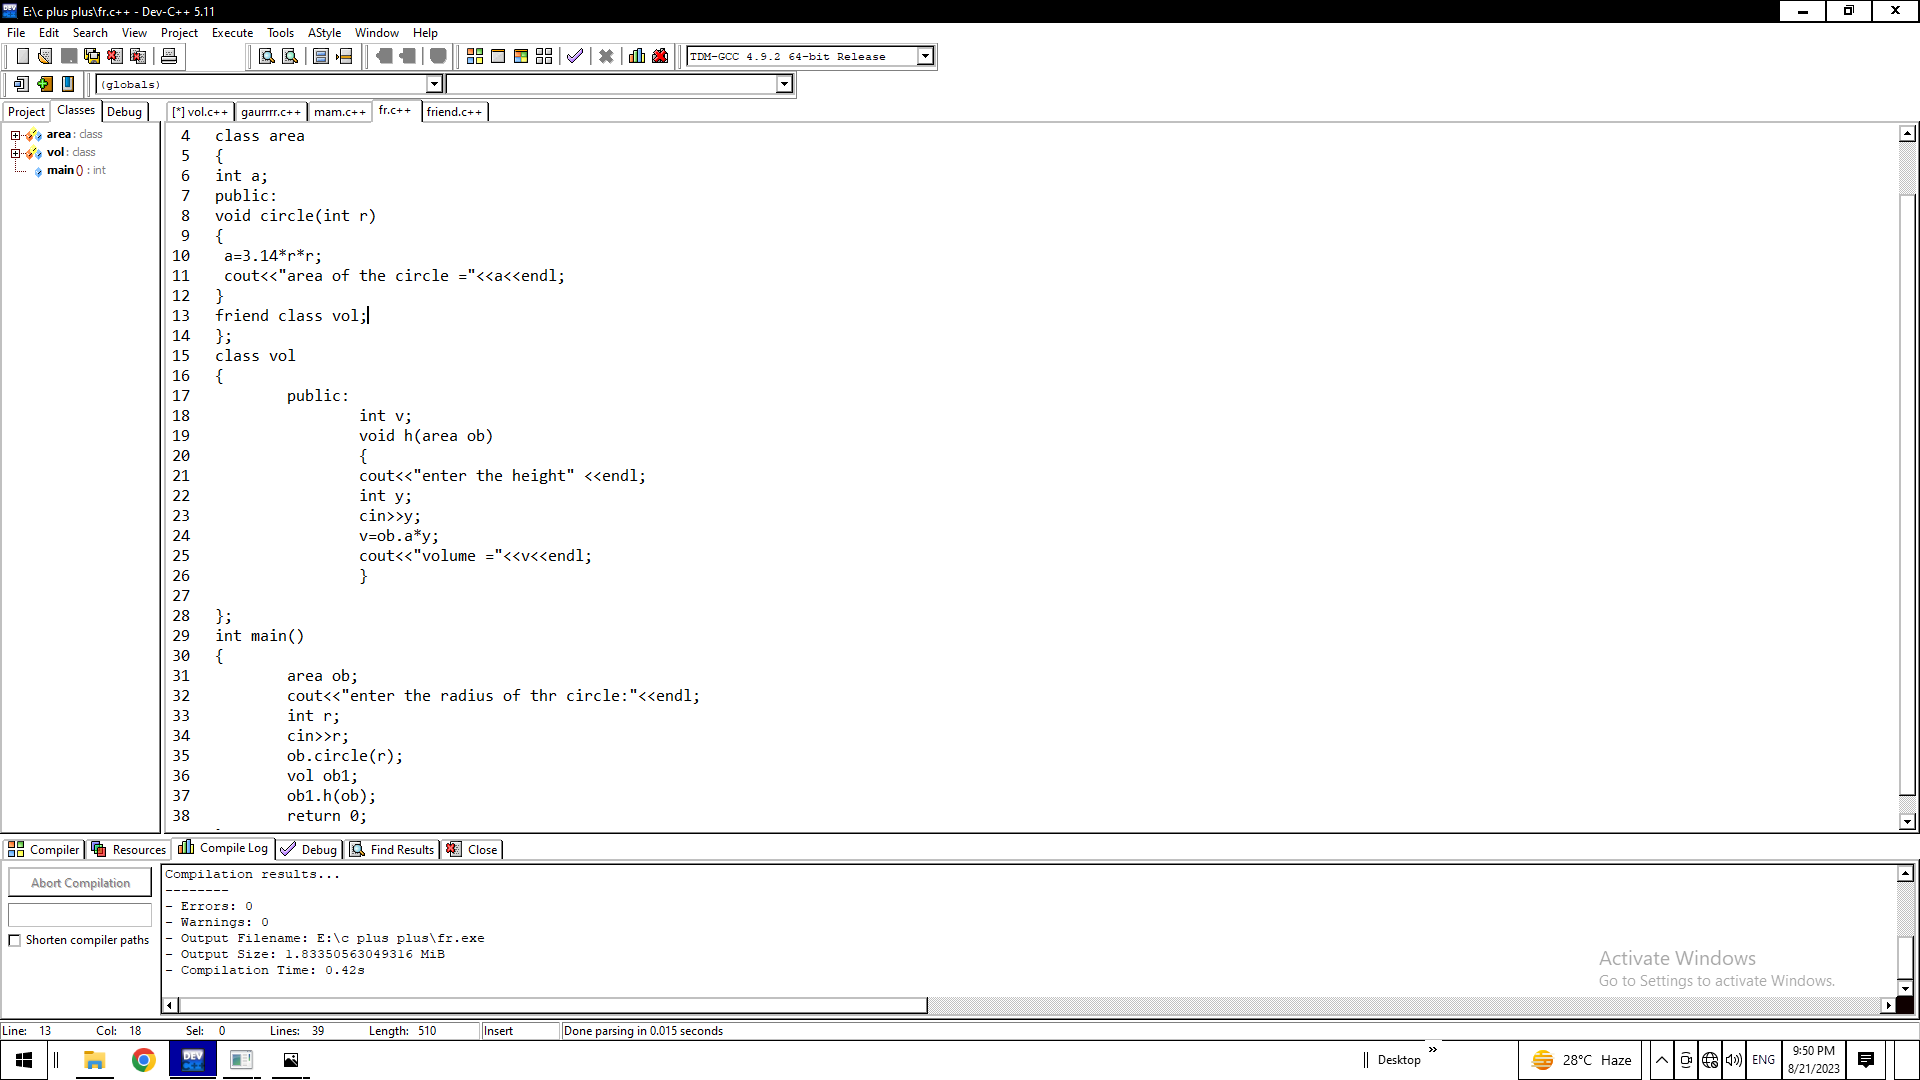 E:\c plus plus\fr.c++ - Dev-C++ 5.11
File Edit Search View Project Execute Tools AStyle Window Help
TDM-GCC 4.9.2 64-bit Release
(globals)
Project Classes Debug [*] vol.c++ gaurrrr.c++ mam.c++ fr.c++ friend.c++
area : class
vol : class
main () : int
4 class area
5 {
6 int a;
7 public:
8 void circle(int r)
9 {
10 a=3.14*r*r;
11 cout<<"area of the circle ="<<a<<endl;
12 }
13 friend class vol;
14 };
15 class vol
16 {
17 public:
18 int v;
19 void h(area ob)
20 {
21 cout<<"enter the height" <<endl;
22 int y;
23 cin>>y;
24 v=ob.a*y;
25 cout<<"volume ="<<v<<endl;
26 }
27
28 };
29 int main()
30 {
31 area ob;
32 cout<<"enter the radius of thr circle:"<<endl;
33 int r;
34 cin>>r;
35 ob.circle(r);
36 vol ob1;
37 ob1.h(ob);
38 return 0;
Compiler Resources Compile Log Debug Find Results Close
Abort Compilation
Shorten compiler paths
Compilation results...
--------
- Errors: 0
- Warnings: 0
- Output Filename: E:\c plus plus\fr.exe
- Output Size: 1.83350563049316 MiB
- Compilation Time: 0.42s
Activate Windows
Go to Settings to activate Windows.
Line: 13 Col: 18 Sel: 0 Lines: 39 Length: 510 Insert Done parsing in 0.015 seconds
DEV
Desktop » 28°C Haze ENG 9:50 PM
8/21/2023